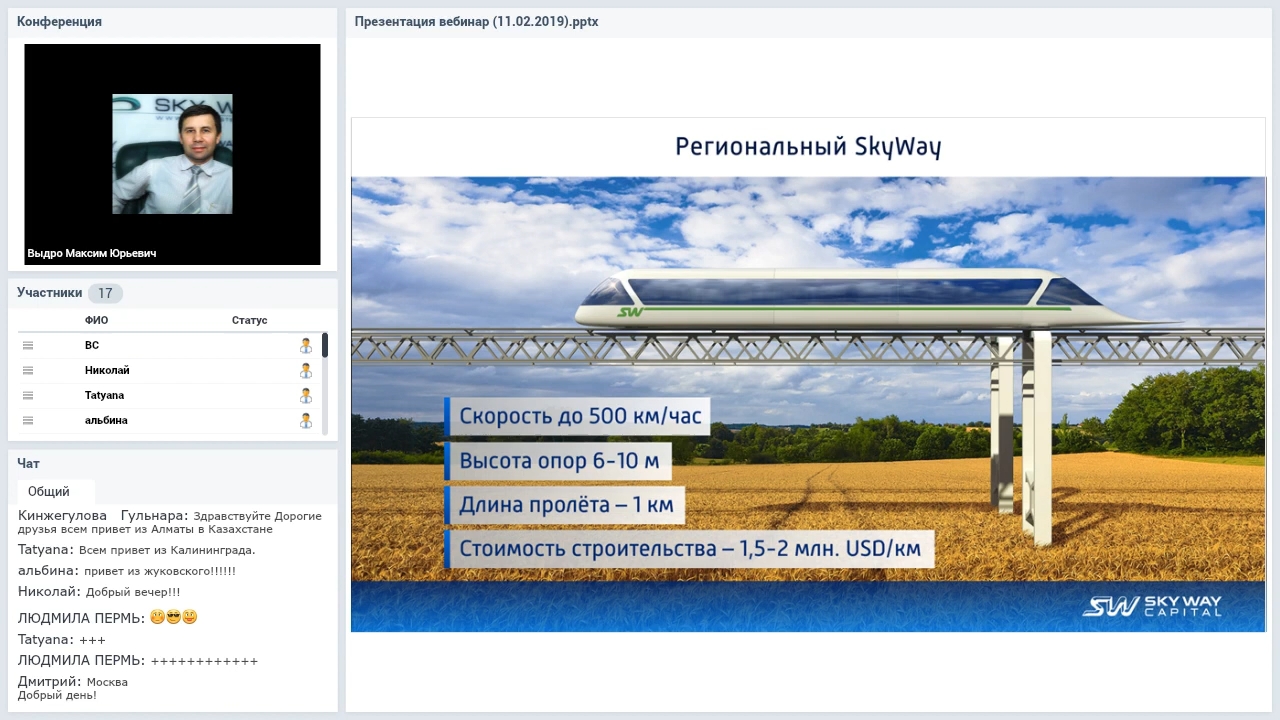 Конференция
SKY W
Выдро Максим Юрьевич
Участники 17
ФИО Статус
ВС
Николай
Tatyana
альбина
Чат
Общий
Кинжегулова Гульнара: Здравствуйте Дорогие
друзья всем привет из Алматы в Казахстане
Tatyana: Всем привет из Калининграда.
альбина: привет из жуковского!!!!!!
Николай: Добрый вечер!!!
ЛЮДМИЛА ПЕРМЬ:
Tatyana: +++
ЛЮДМИЛА ПЕРМЬ: ++++++++++++
Дмитрий: Москва
Добрый день!
Презентация вебинар (11.02.2019).pptx
Региональный SkyWay
SW
Скорость до 500 км/час
Высота опор 6-10 м
Длина пролёта – 1 км
Стоимость строительства – 1,5-2 млн. USD/км
SW SKY WAY
CAPITAL